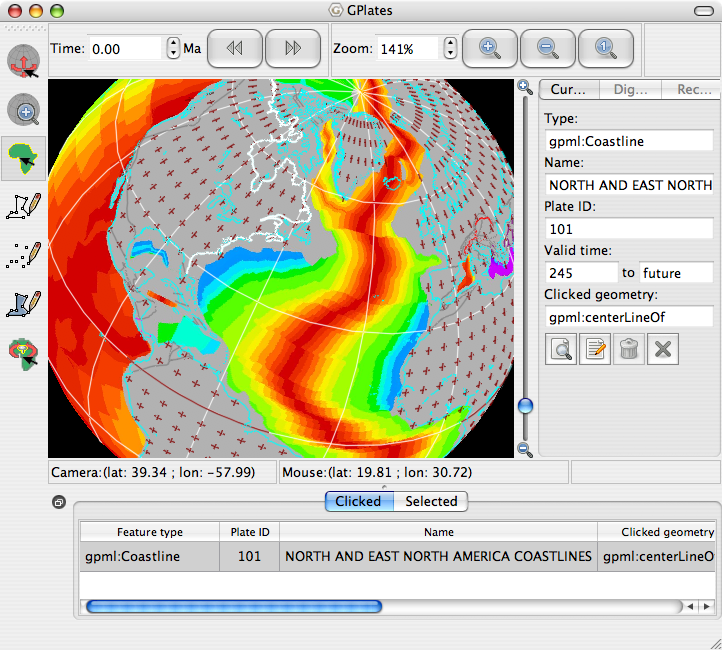 GPlates
Time: 0.00 Ma
Zoom: 141%
1
Cur... Dig... Rec...
Type:
gpml:Coastline
Name:
NORTH AND EAST NORTH
Plate ID:
101
Valid time:
245 to future
Clicked geometry:
gpml:centerLineOf
Camera:(lat: 39.34 ; lon: -57.99) Mouse:(lat: 19.81 ; lon: 30.72)
Clicked Selected
Feature type Plate ID Name Clicked geometry
gpml:Coastline 101 NORTH AND EAST NORTH AMERICA COASTLINES gpml:centerLineO